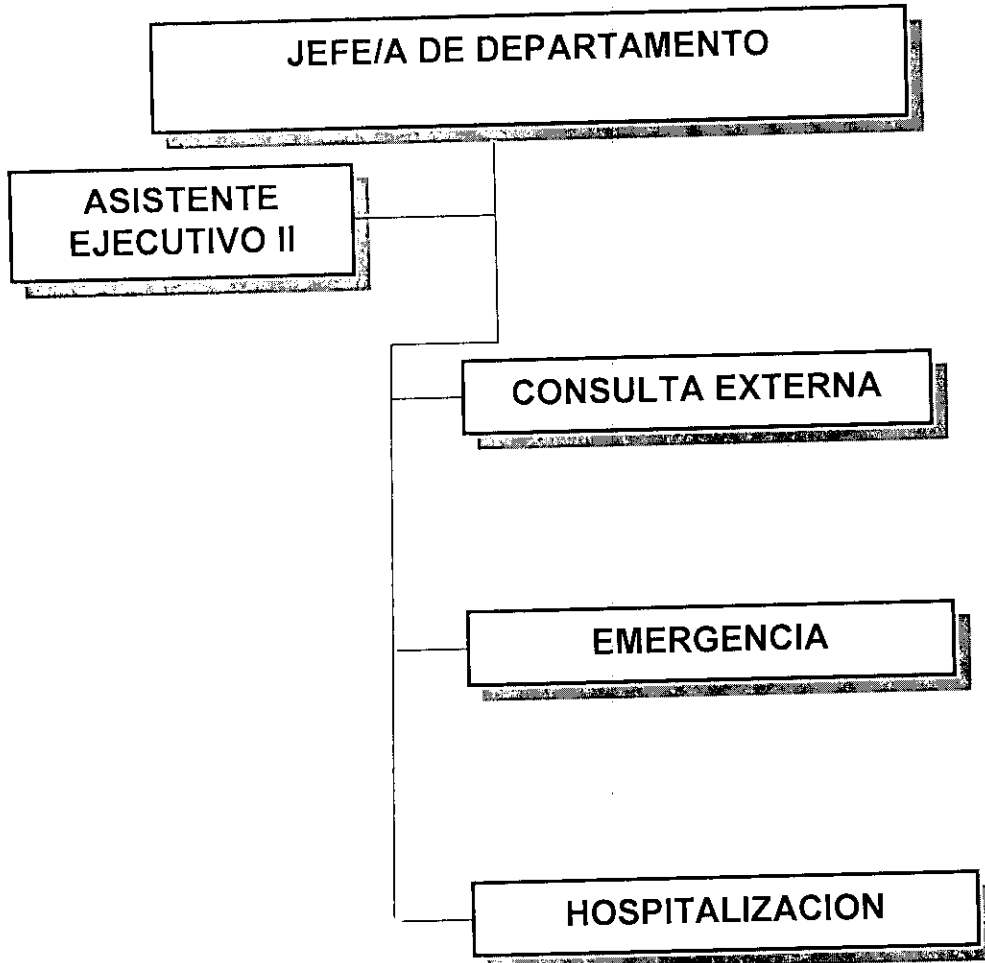 JEFE/A DE DEPARTAMENTO
ASISTENTE
EJECUTIVO II
CONSULTA EXTERNA
EMERGENCIA
HOSPITALIZACION